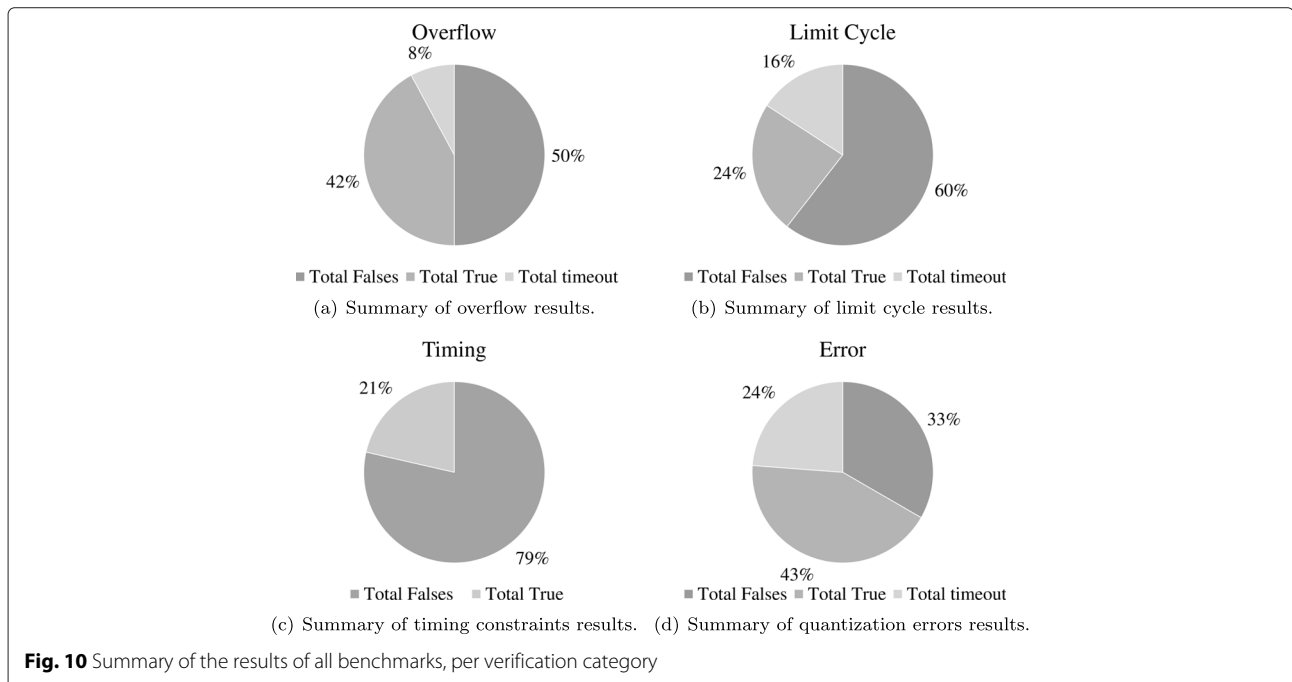 Overflow
8%
50%
42%
■ Total Falses ■ Total True ■ Total timeout
(a) Summary of overflow results.
Limit Cycle
16%
24%
60%
■ Total Falses ■ Total True ■ Total timeout
(b) Summary of limit cycle results.
Timing
21%
79%
■ Total Falses ■ Total True
(c) Summary of timing constraints results.
Error
24%
33%
43%
■ Total Falses ■ Total True ■ Total timeout
(d) Summary of quantization errors results.
Fig. 10 Summary of the results of all benchmarks, per verification category